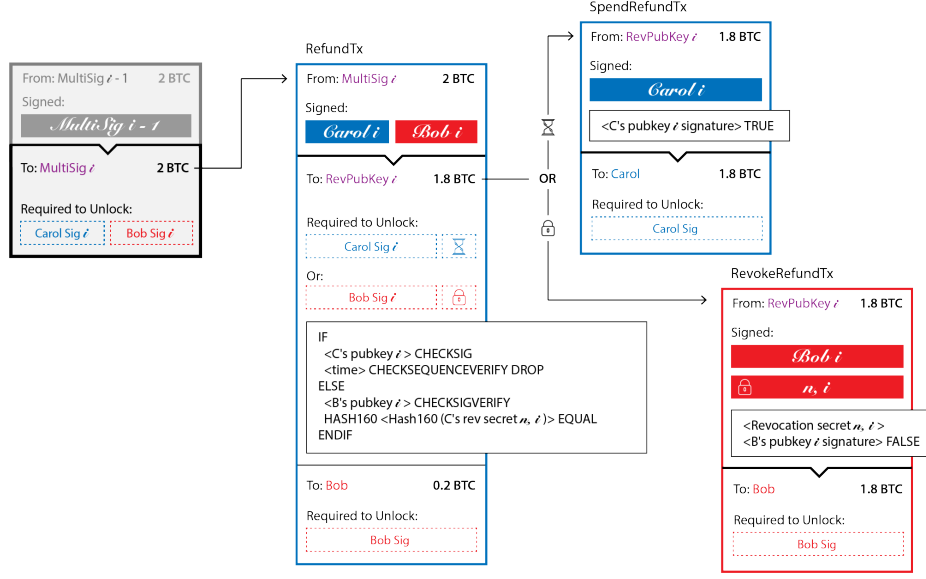 From: MultiSig i - 1 2 BTC
Signed:
MultiSig i - 1
To: MultiSig i 2 BTC
Required to Unlock:
Carol Sig i Bob Sig i
RefundTx
From: MultiSig i 2 BTC
Signed:
Carol i Bob i
To: RevPubKey i 1.8 BTC
Required to Unlock:
Carol Sig i
Or:
Bob Sig i
IF
<C's pubkey i > CHECKSIG
<time> CHECKSEQUENCEVERIFY DROP
ELSE
<B's pubkey i > CHECKSIGVERIFY
HASH160 <Hash160 (C's rev secret n, i )> EQUAL
ENDIF
To: Bob 0.2 BTC
Required to Unlock:
Bob Sig
OR
SpendRefundTx
From: RevPubKey i 1.8 BTC
Signed:
Carol i
<C's pubkey i signature> TRUE
To: Carol 1.8 BTC
Required to Unlock:
Carol Sig
RevokeRefundTx
From: RevPubKey i 1.8 BTC
Signed:
Bob i
n, i
<Revocation secret n, i >
<B's pubkey i signature> FALSE
To: Bob 1.8 BTC
Required to Unlock:
Bob Sig